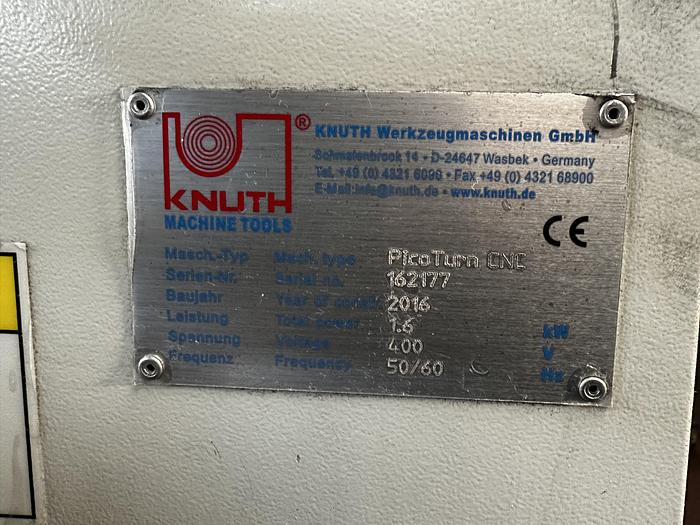 ®
KNUTH
MACHINE TOOLS
KNUTH Werkzeugmaschinen GmbH
Schmalenbrook 14 • D-24647 Wasbek • Germany
Tel. +49 (0) 4321 6090 • Fax +49 (0) 4321 68900
E-Mail: info@knuth.de • www.knuth.de
CE
Masch.-Typ Mach. type PicoTurn CNC
Serien-Nr. Serial no. 162177
Baujahr Year of constr. 2016
Leistung Total power 1.6 kW
Spannung Voltage 400 V
Frequenz Frequency 50/60 Hz